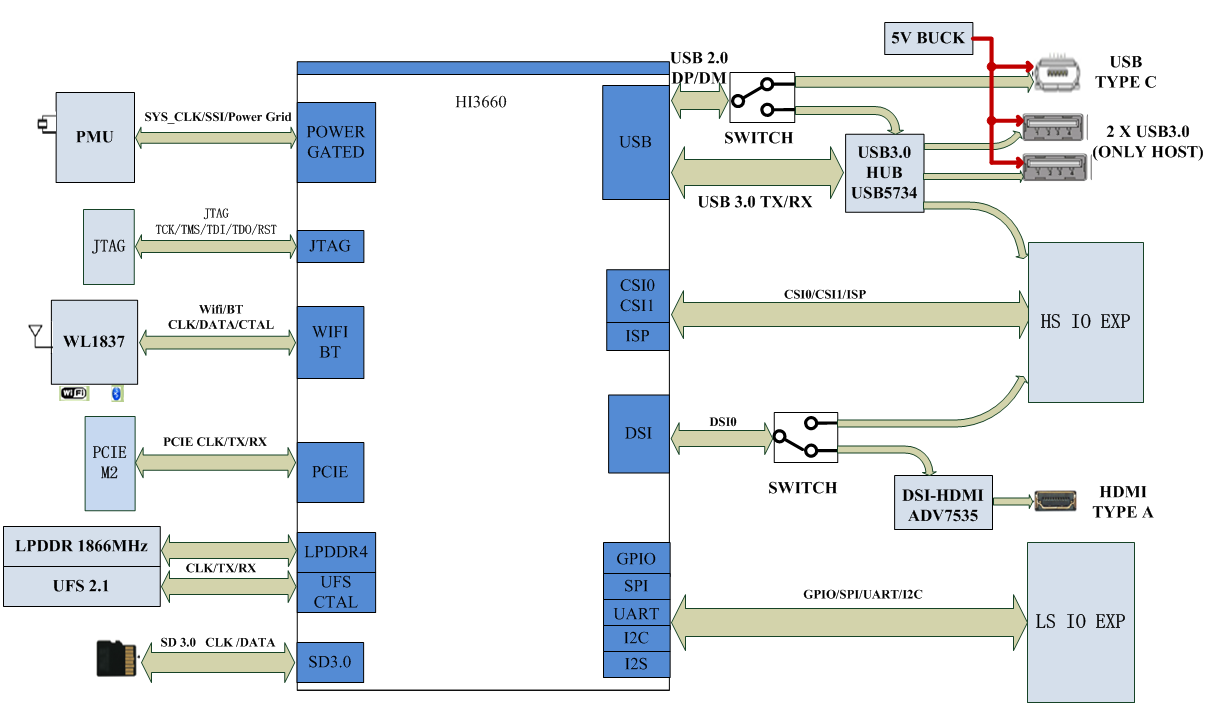 5V BUCK
USB 2.0
DP/DM
USB
TYPE C
HI3660
PMU
SYS_CLK/SSI/Power Grid
POWER
GATED
USB
SWITCH
USB3.0
HUB
USB5734
2 X USB3.0
(ONLY HOST)
USB 3.0 TX/RX
JTAG
JTAG
TCK/TMS/TDI/TDO/RST
JTAG
CSI0
CSI1
ISP
CSI0/CSI1/ISP
HS IO EXP
WL1837
WiFi
Wifi/BT
CLK/DATA/CTAL
WIFI
BT
DSI
DSI0
SWITCH
PCIE
M2
PCIE CLK/TX/RX
PCIE
DSI-HDMI
ADV7535
HDMI
TYPE A
LPDDR 1866MHz
UFS 2.1
CLK/TX/RX
LPDDR4
UFS
CTAL
GPIO
SPI
UART
I2C
I2S
GPIO/SPI/UART/I2C
LS IO EXP
SD 3.0 CLK /DATA
SD3.0